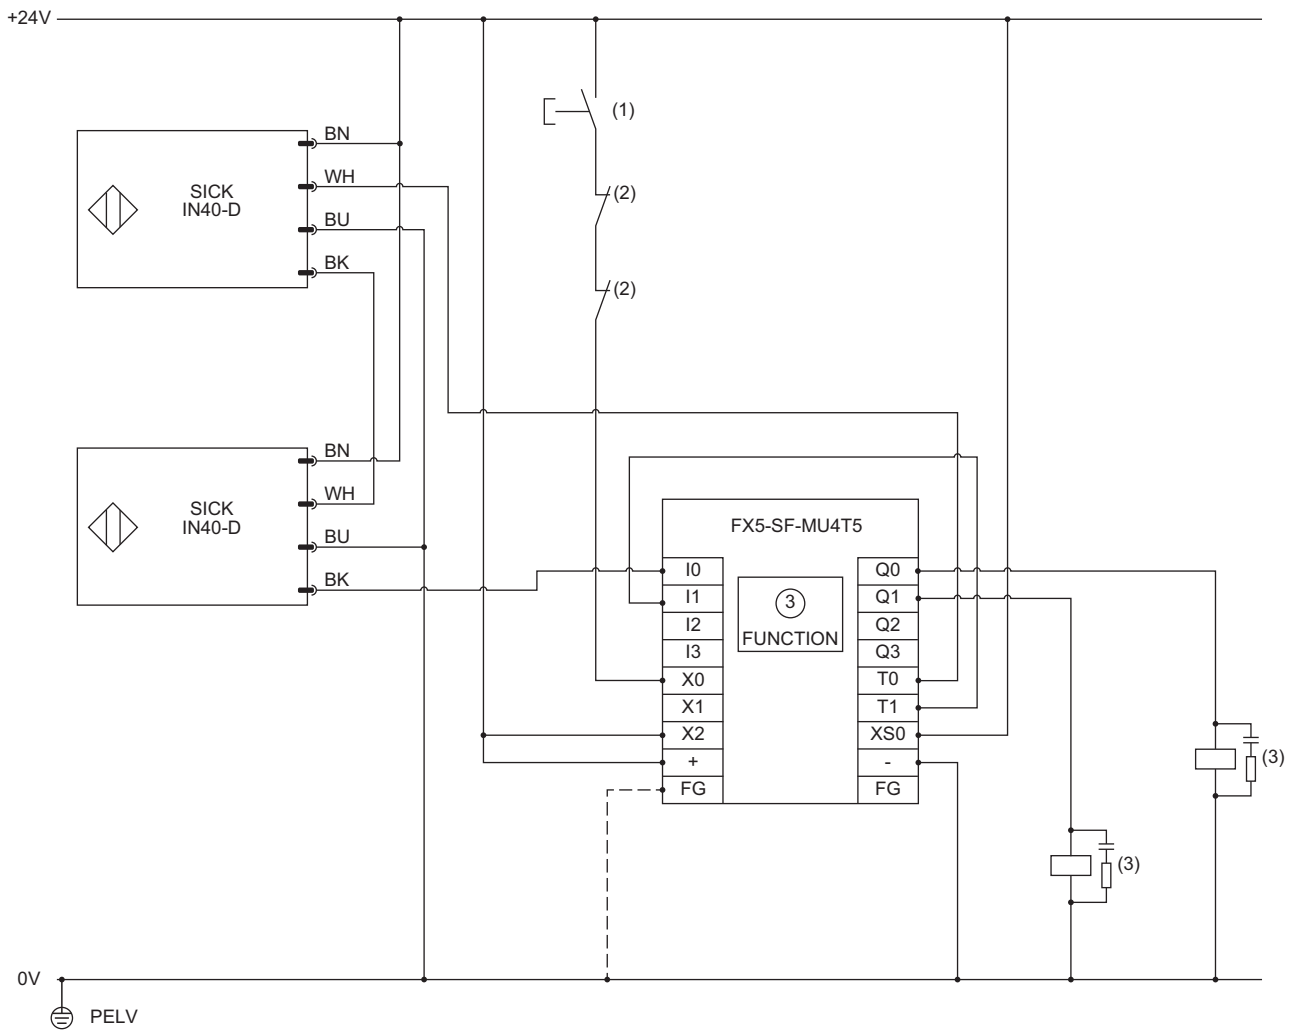 +24V
(1)
BN
WH
SICK
IN40-D
BU
BK
(2)
(2)
BN
WH
SICK
IN40-D
BU
BK
FX5-SF-MU4T5
I0
I1
I2
I3
X0
X1
X2
+
FG
3
FUNCTION
Q0
Q1
Q2
Q3
T0
T1
XS0
-
FG
(3)
(3)
0V
PELV